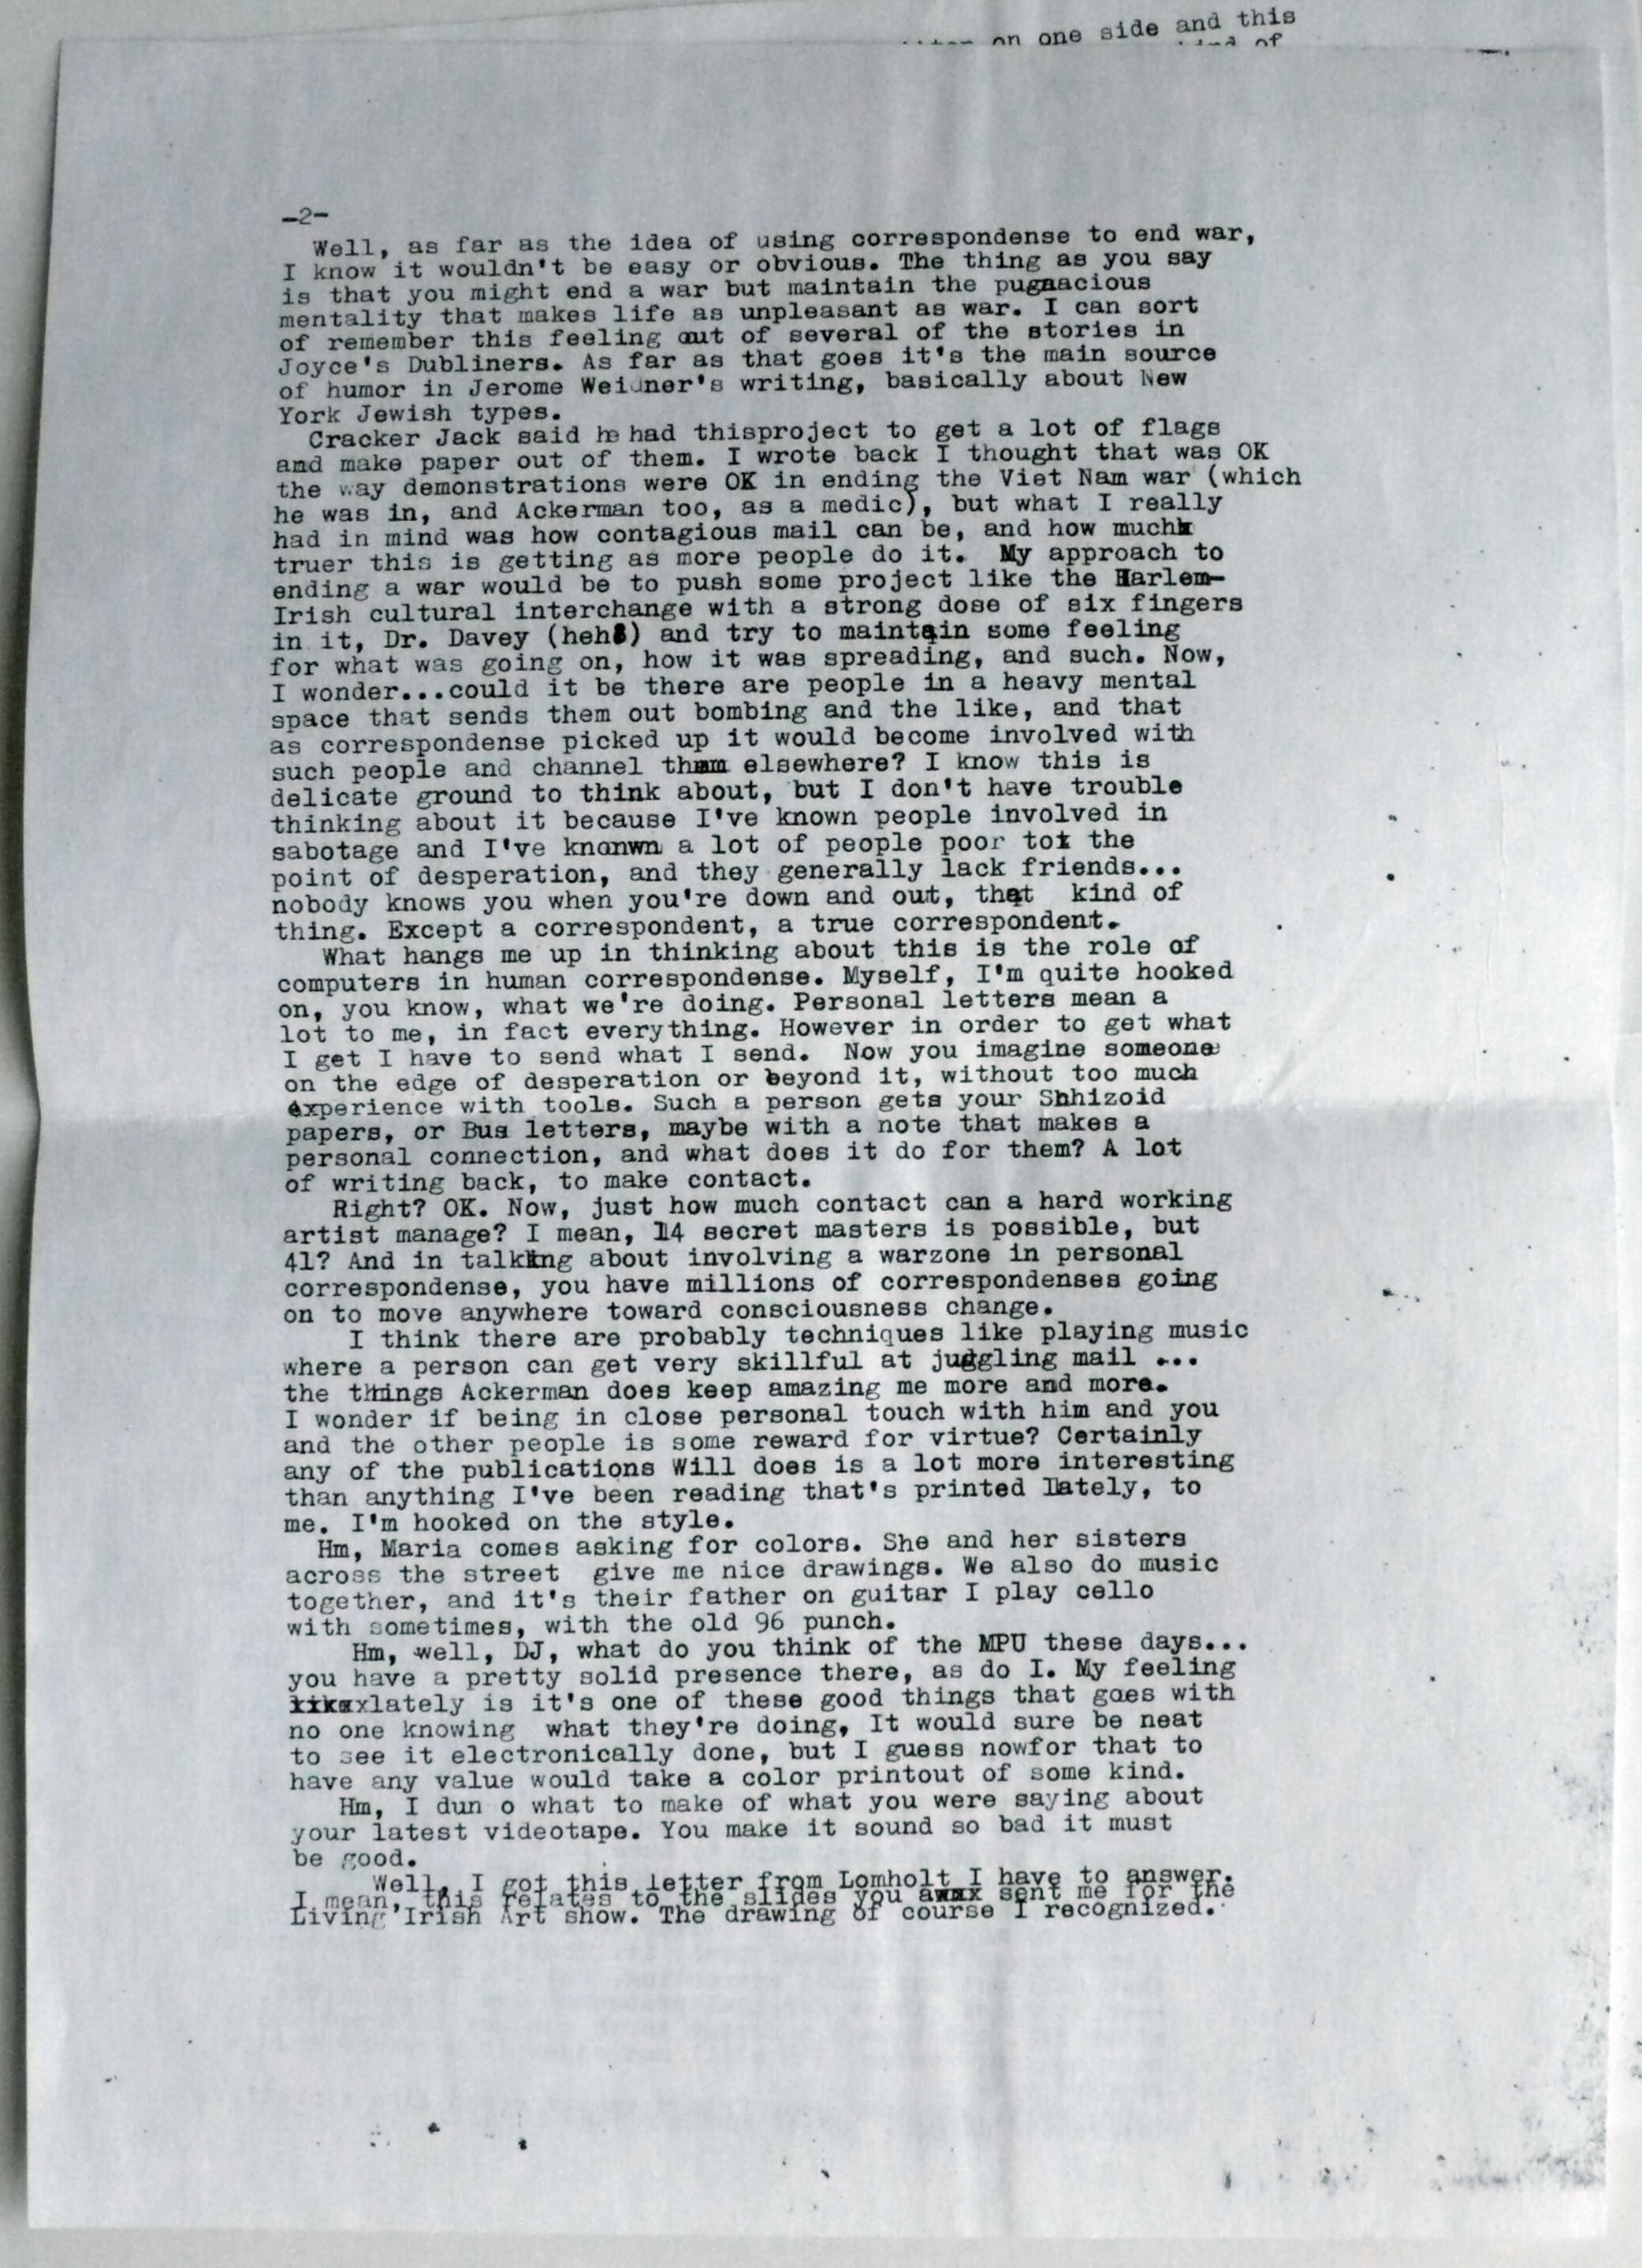 on one side and this
-2-
Well, as far as the idea of using correspondense to end war,
I know it wouldn't be easy or obvious. The thing as you say
is that you might end a war but maintain the pugnacious
mentality that makes life as unpleasant as war. I can sort
of remember this feeling out of several of the stories in
Joyce's Dubliners. As far as that goes it's the main source
of humor in Jerome Weidner's writing, basically about New
York Jewish types.
Cracker Jack said he had thisproject to get a lot of flags
and make paper out of them. I wrote back I thought that was OK
the way demonstrations were OK in ending the Viet Nam war (which
he was in, and Ackerman too, as a medic), but what I really
had in mind was how contagious mail can be, and how much
truer this is getting as more people do it. My approach to
ending a war would be to push some project like the Harlem-
Irish cultural interchange with a strong dose of six fingers
in it, Dr. Davey (heh) and try to maintain some feeling
for what was going on, how it was spreading, and such. Now,
I wonder...could it be there are people in a heavy mental
space that sends them out bombing and the like, and that
as correspondense picked up it would become involved with
such people and channel them elsewhere? I know this is
delicate ground to think about, but I don't have trouble
thinking about it because I've known people involved in
sabotage and I've knonwn a lot of people poor to the
point of desperation, and they generally lack friends...
nobody knows you when you're down and out, that kind of
thing. Except a correspondent, a true correspondent.
What hangs me up in thinking about this is the role of
computers in human correspondense. Myself, I'm quite hooked
on, you know, what we're doing. Personal letters mean a
lot to me, in fact everything. However in order to get what
I get I have to send what I send. Now you imagine someone
on the edge of desperation or beyond it, without too much
experience with tools. Such a person gets your Shhizoid
papers, or Bus letters, maybe with a note that makes a
personal connection, and what does it do for them? A lot
of writing back, to make contact.
Right? OK. Now, just how much contact can a hard working
artist manage? I mean, 14 secret masters is possible, but
41? And in talking about involving a warzone in personal
correspondense, you have millions of correspondenses going
on to move anywhere toward consciousness change.
I think there are probably techniques like playing music
where a person can get very skillful at juggling mail ...
the things Ackerman does keep amazing me more and more.
I wonder if being in close personal touch with him and you
and the other people is some reward for virtue? Certainly
any of the publications Will does is a lot more interesting
than anything I've been reading that's printed lately, to
me. I'm hooked on the style.
Hm, Maria comes asking for colors. She and her sisters
across the street give me nice drawings. We also do music
together, and it's their father on guitar I play cello
with sometimes, with the old 96 punch.
Hm, well, DJ, what do you think of the MPU these days...
you have a pretty solid presence there, as do I. My feeling
lately is it's one of these good things that goes with
no one knowing what they're doing, It would sure be neat
to see it electronically done, but I guess nowfor that to
have any value would take a color printout of some kind.
Hm, I dun o what to make of what you were saying about
your latest videotape. You make it sound so bad it must
be good.
Well, I got this letter from Lomholt I have to answer.
I mean, this relates to the slides you sent me for the
Living Irish Art show. The drawing of course I recognized.